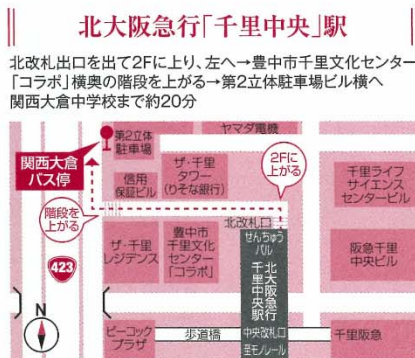 北大阪急行「千里中央」駅
北改札出口を出て2Fに上り、左へ→豊中市千里文化センター
「コラボ」横奥の階段を上がる→第2立体駐車場ビル横へ
関西大倉中学校まで約20分
ヤマダ電機
第2立体
駐車場
関西大倉
バス停
信用
保証ビル
ザ・千里
タワー
(りそな銀行)
2Fに
上がる
千里ライフ
サイエンス
センタービル
階段を
上がる
北改札口
ザ・千里
レジデンス
豊中市
千里文化
センター
「コラボ」
せんちゅう
パル
北大阪急行
千里中央駅
阪急千里
中央ビル
423
N
ピーコック
プラザ
歩道橋
中央改札口
至モノレール
千里阪急